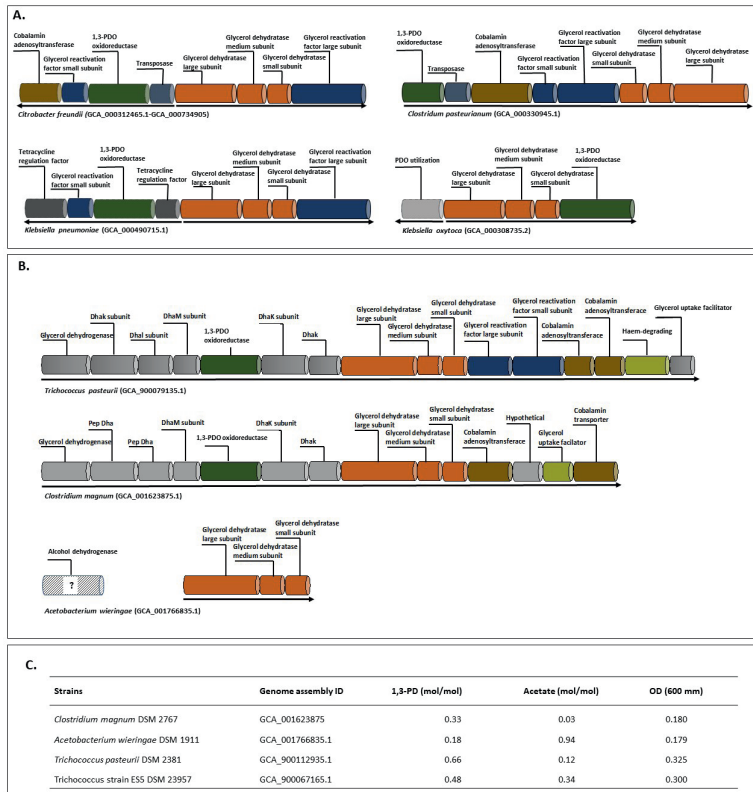 A.
Cobalamin
adenosyltransferase
Glycerol reactivation
factor small subunit
1,3-PDO
oxidoreductase
Transposase
Glycerol dehydratase
large subunit
Glycerol dehydratase
medium subunit
Glycerol dehydratase
small subunit
Glycerol reactivation
factor large subunit
Citrobacter freundii (GCA_000312465.1-GCA_000734905)
1,3-PDO
oxidoreductase
Transposase
Cobalamin
adenosyltransferase
Glycerol reactivation
factor small subunit
Glycerol reactivation
factor large subunit
Glycerol dehydratase
small subunit
Glycerol dehydratase
medium subunit
Glycerol dehydratase
large subunit
Clostridum pasteurianum (GCA_000330945.1)
Tetracycline
regulation factor
Glycerol reactivation
factor small subunit
1,3-PDO
oxidoreductase
Tetracycline
regulation factor
Glycerol dehydratase
large subunit
Glycerol dehydratase
medium subunit
Glycerol dehydratase
small subunit
Glycerol reactivation
factor large subunit
Klebsiella pneumoniae (GCA_000490715.1)
PDO utilization
Glycerol dehydratase
large subunit
Glycerol dehydratase
medium subunit
Glycerol dehydratase
small subunit
1,3-PDO
oxidoreductase
Klebsiella oxytoca (GCA_000308735.2)
B.
Glycerol dehydrogenase
Dhak subunit
Dhal subunit
DhaM subunit
1,3-PDO
oxidoreductase
DhaK subunit
Dhak
Glycerol dehydratase
large subunit
Glycerol dehydratase
medium subunit
Glycerol dehydratase
small subunit
Glycerol reactivation
factor large subunit
Glycerol reactivation
factor small subunit
Cobalamin
adenosyltransferace
Cobalamin
adenosyltransferace
Haem-degrading
Glycerol uptake facilitator
Trichococcus pasteurii (GCA_900079135.1)
Glycerol dehydrogenase
Pep Dha
Pep Dha
DhaM subunit
1,3-PDO oxidoreductase
DhaK subunit
Dhak
Glycerol dehydratase
large subunit
Glycerol dehydratase
medium subunit
Glycerol dehydratase
small subunit
Cobalamin
adenosyltransferace
Hypothetical
Glycerol
uptake facilator
Cobalamin
transporter
Clostridium magnum (GCA_001623875.1)
Alcohol dehydrogenase
?
Glycerol dehydratase
large subunit
Glycerol dehydratase
medium subunit
Glycerol dehydratase
small subunit
Acetobacterium wieringae (GCA_001766835.1)
C.
Strains Genome assembly ID 1,3-PD (mol/mol) Acetate (mol/mol) OD (600 mm)
Clostridium magnum DSM 2767 GCA_001623875 0.33 0.03 0.180
Acetobacterium wieringae DSM 1911 GCA_001766835.1 0.18 0.94 0.179
Trichococcus pasteurii DSM 2381 GCA_900112935.1 0.66 0.12 0.325
Trichococcus strain ES5 DSM 23957 GCA_900067165.1 0.48 0.34 0.300